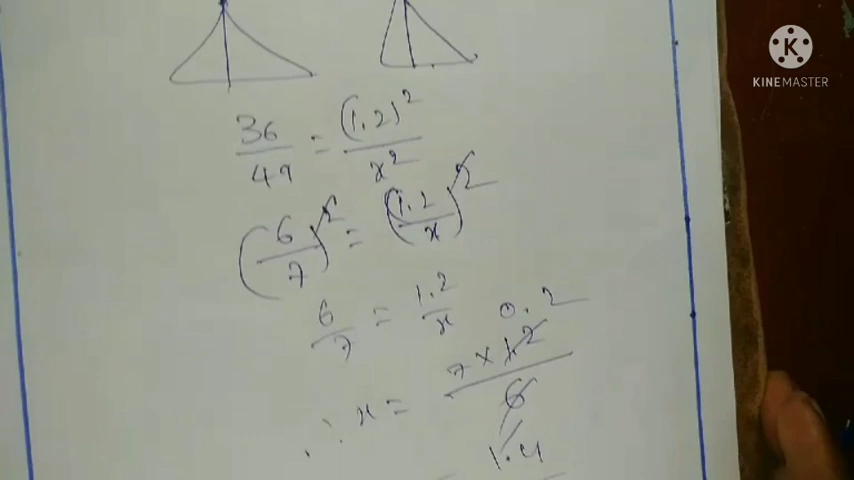 KINEMASTER
36/49 = (1.2)²/x²
(6/7)² = (1.2/x)²
6/7 = 1.2/x
0.2
∴ x = 7 × 1.2/6
1.4